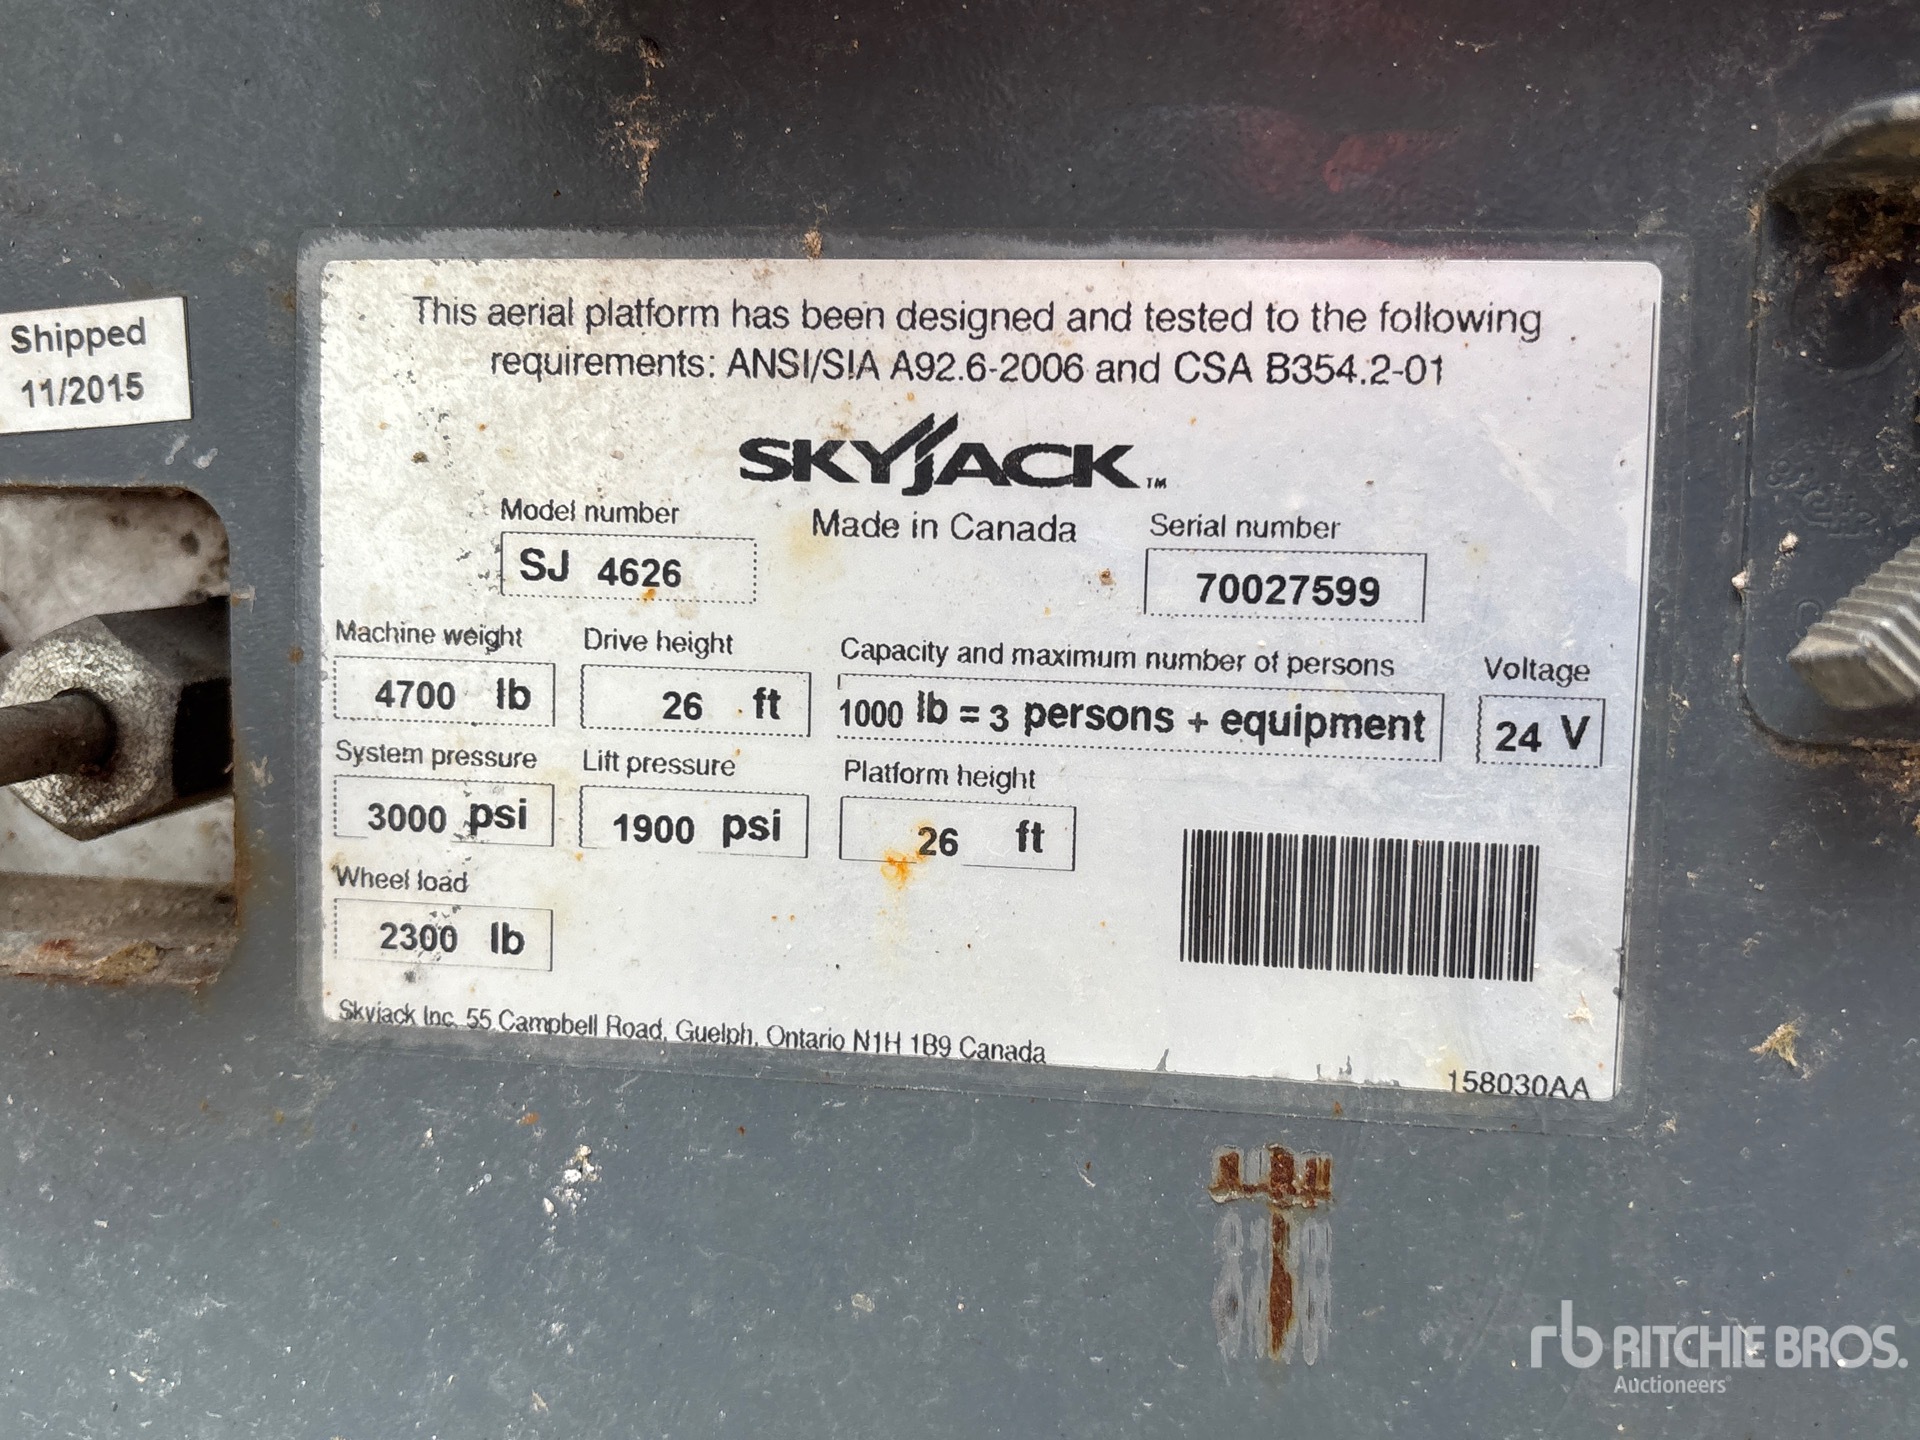 Shipped
11/2015
This aerial platform has been designed and tested to the following
requirements: ANSI/SIA A92.6-2006 and CSA B354.2-01
SKYJACK™
Made in Canada
Model number
SJ 4626
Serial number
70027599
Machine weight
4700 lb
Drive height
26 ft
Capacity and maximum number of persons
1000 lb = 3 persons + equipment
Voltage
24 V
System pressure
3000 psi
Lift pressure
1900 psi
Platform height
26 ft
Wheel load
2300 lb
Skyjack Inc. 55 Campbell Road, Guelph, Ontario N1H 1B9 Canada
158030AA
rb RITCHIE BROS.
Auctioneers